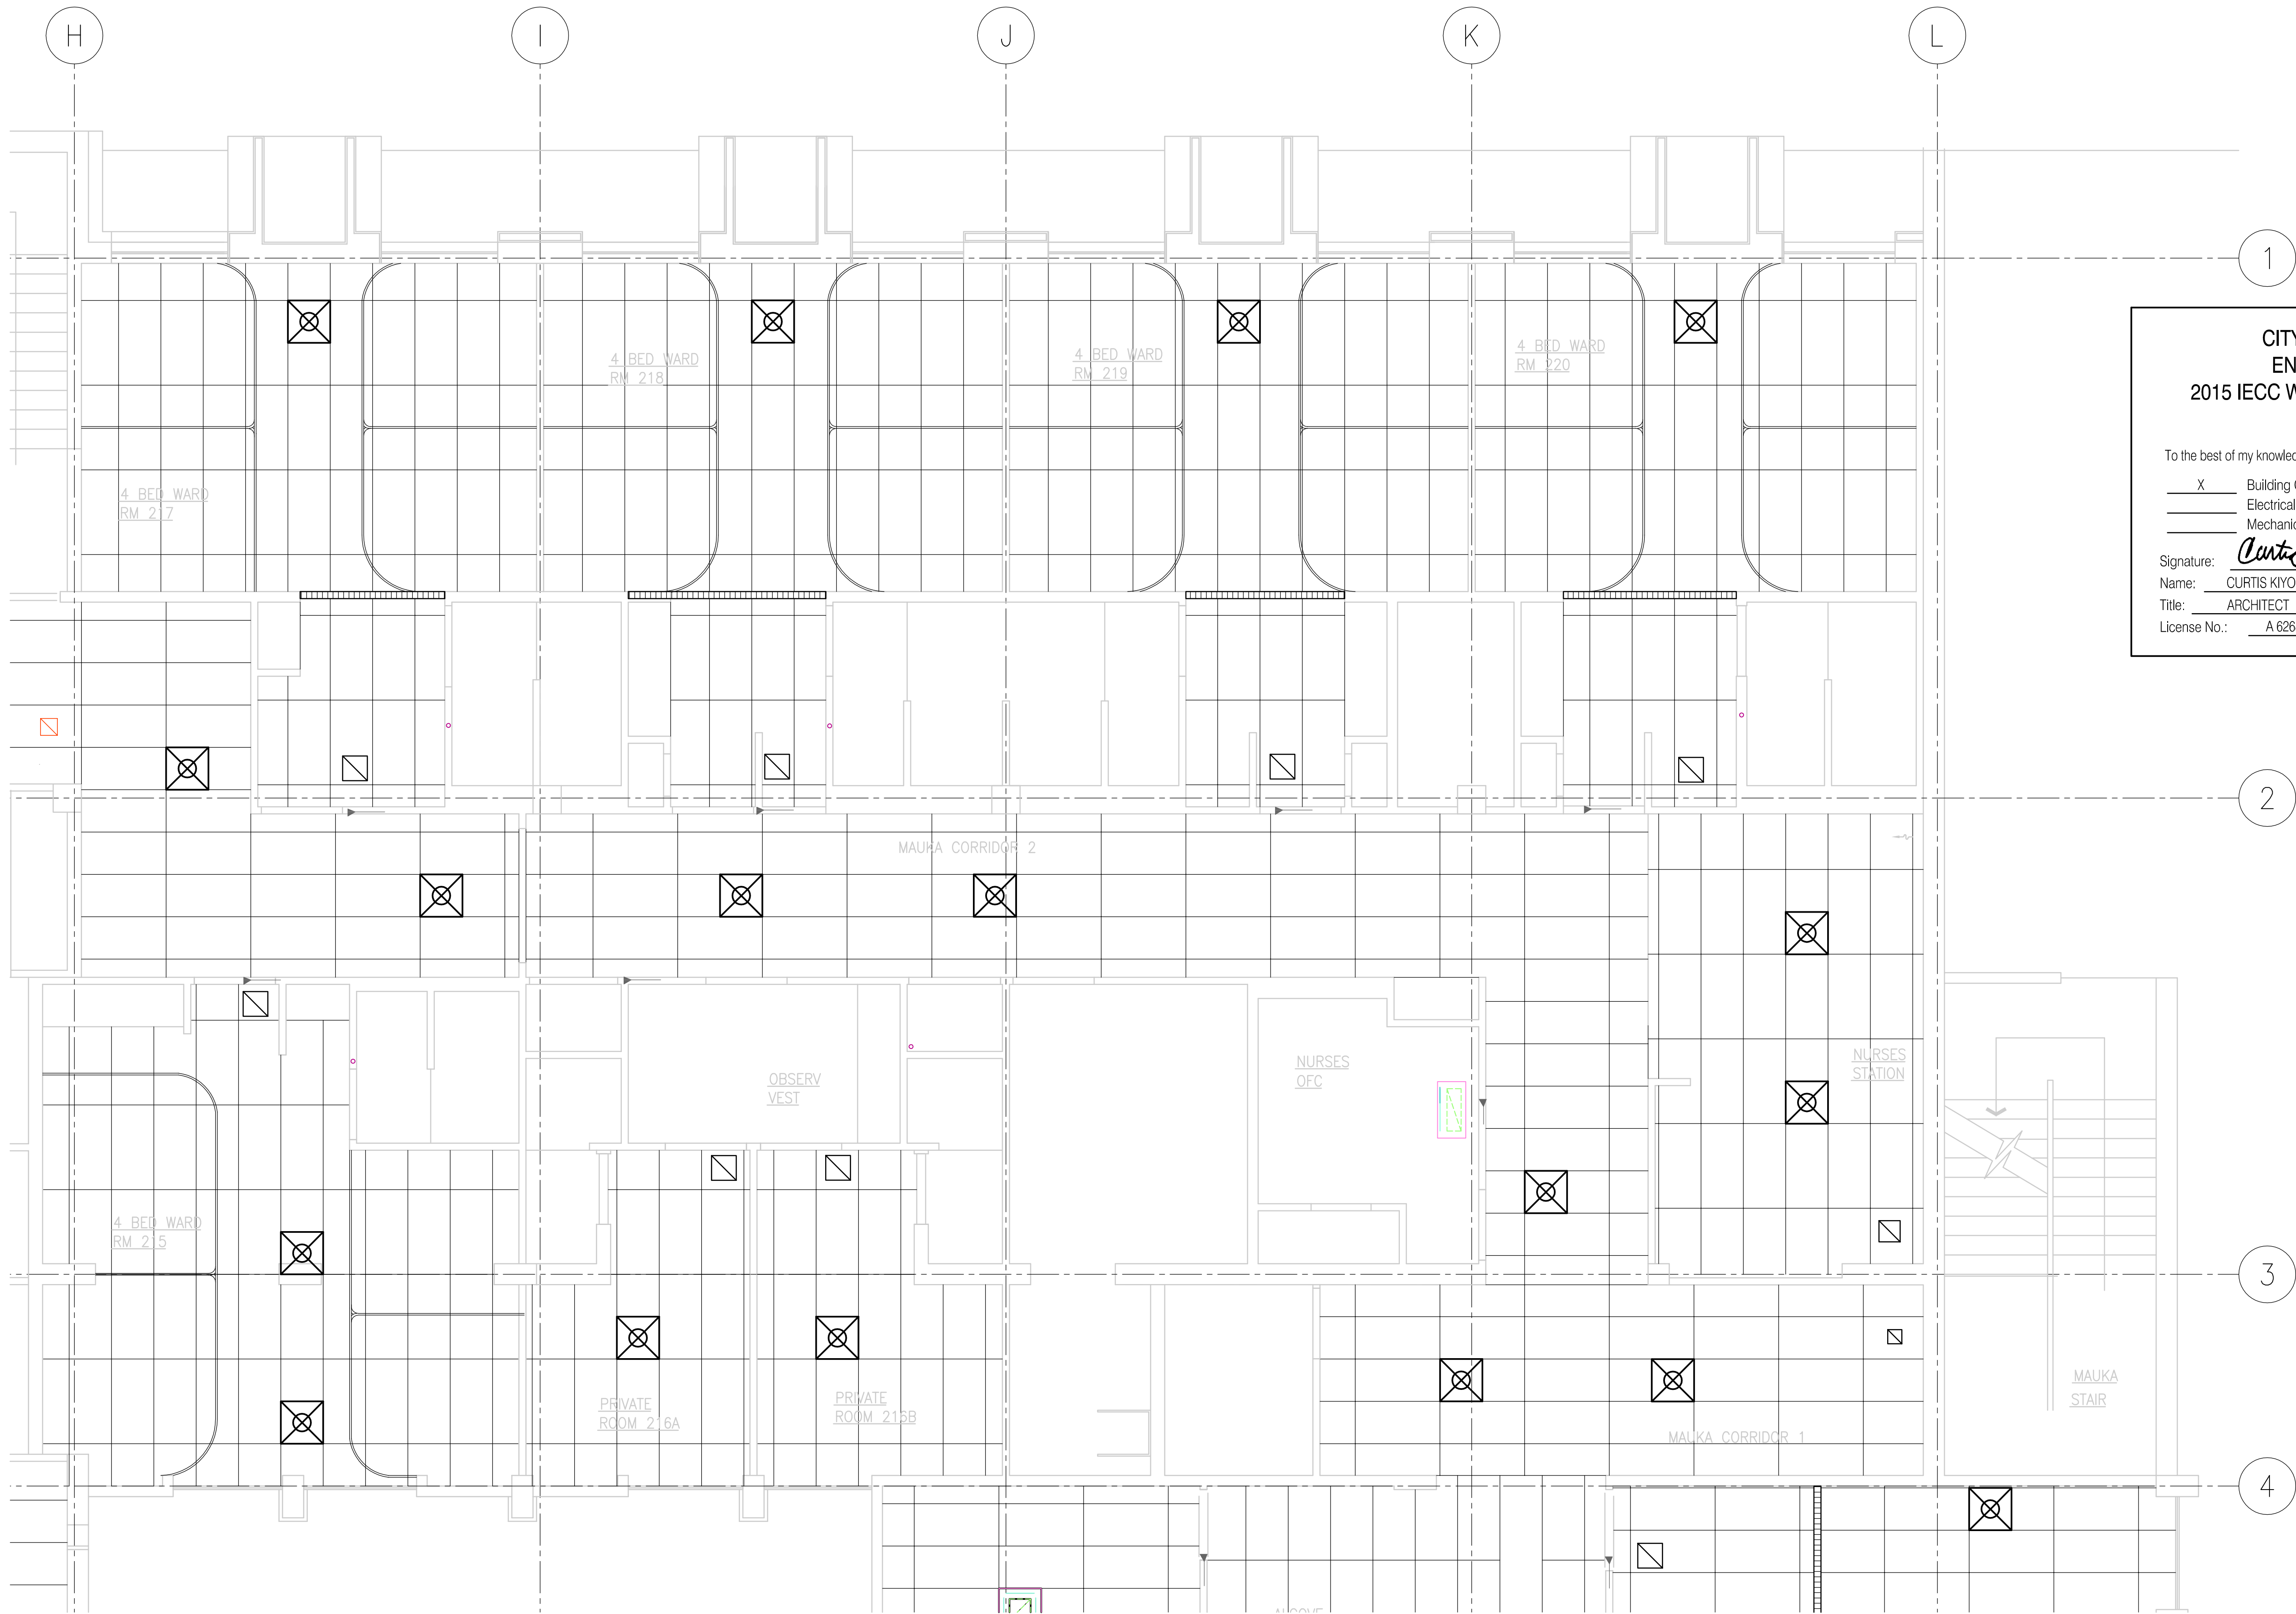 H
I
J
K
L
1
CITY
EN
2015 IECC W
To the best of my knowled
X Building
Electrical
Mechanic
Signature:
Name: CURTIS KIYO
Title: ARCHITECT
License No.: A 626
4 BED WARD
RM 218
4 BED WARD
RM 219
4 BED WARD
RM 220
4 BED WARD
RM 217
2
MAUKA CORRIDOR 2
OBSERV
VEST
NURSES
OFC
NURSES
STATION
4 BED WARD
RM 215
3
PRIVATE
ROOM 216A
PRIVATE
ROOM 216B
MAUKA
STAIR
MAUKA CORRIDOR 1
4